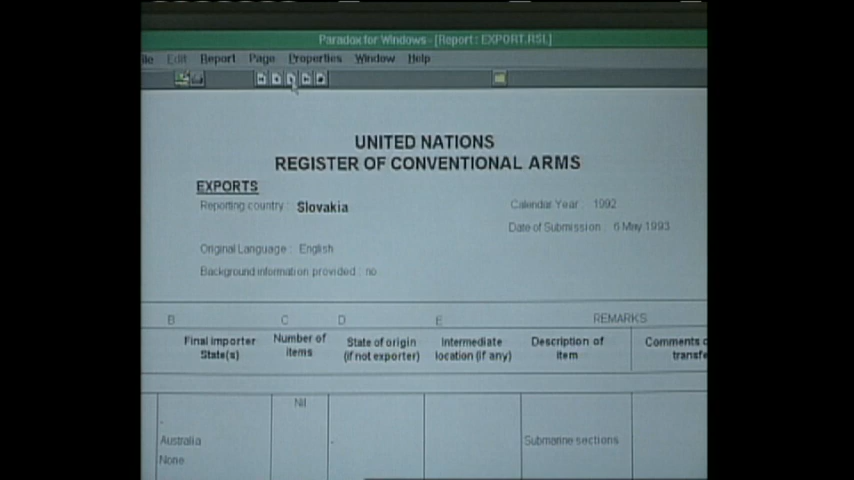 Paradox for Windows - [Report : EXPORT.RSL]
Edit Report Page Properties Window Help
UNITED NATIONS
REGISTER OF CONVENTIONAL ARMS
EXPORTS
Reporting country : Slovakia
Calendar Year : 1992
Date of Submission : 6 May 1993
Original Language : English
Background information provided : no
B C D E REMARKS
Final importer State(s)
Number of items
State of origin (if not exporter)
Intermediate location (if any)
Description of item
Comments
Nil
Australia
Submarine sections
None